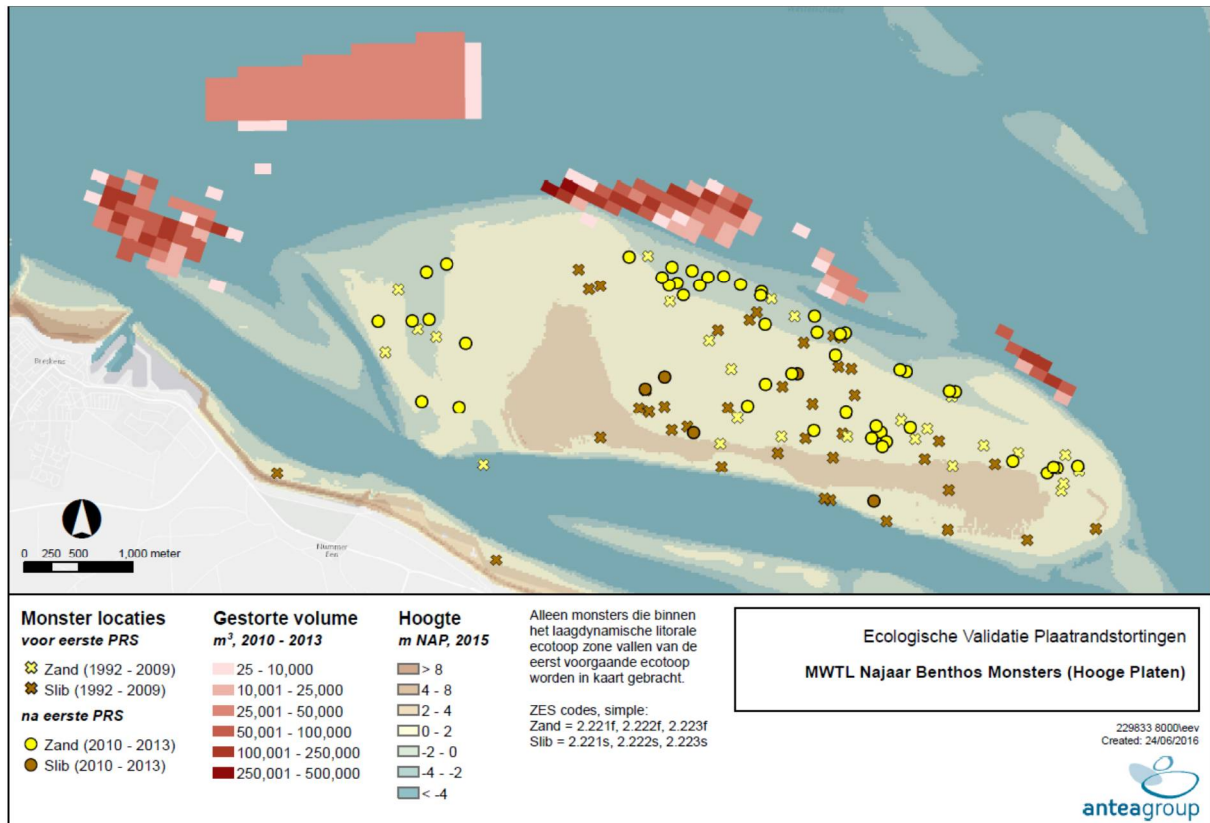 Breskens
Nummer
Een
0 250 500 1,000 meter
Monster locaties
voor eerste PRS
Zand (1992 - 2009)
Slib (1992 - 2009)
na eerste PRS
Zand (2010 - 2013)
Slib (2010 - 2013)
Gestorte volume
m³, 2010 - 2013
25 - 10,000
10,001 - 25,000
25,001 - 50,000
50,001 - 100,000
100,001 - 250,000
250,001 - 500,000
Hoogte
m NAP, 2015
> 8
4 - 8
2 - 4
0 - 2
-2 - 0
-4 - -2
< -4
Alleen monsters die binnen
het laagdynamische litorale
ecotoop zone vallen van de
eerst voorgaande ecotoop
worden in kaart gebracht.
ZES codes, simple:
Zand = 2.221f, 2.222f, 2.223f
Slib = 2.221s, 2.222s, 2.223s
Ecologische Validatie Plaatrandstortingen
MWTL Najaar Benthos Monsters (Hooge Platen)
229833 8000\eev
Created: 24/06/2016
anteagroup